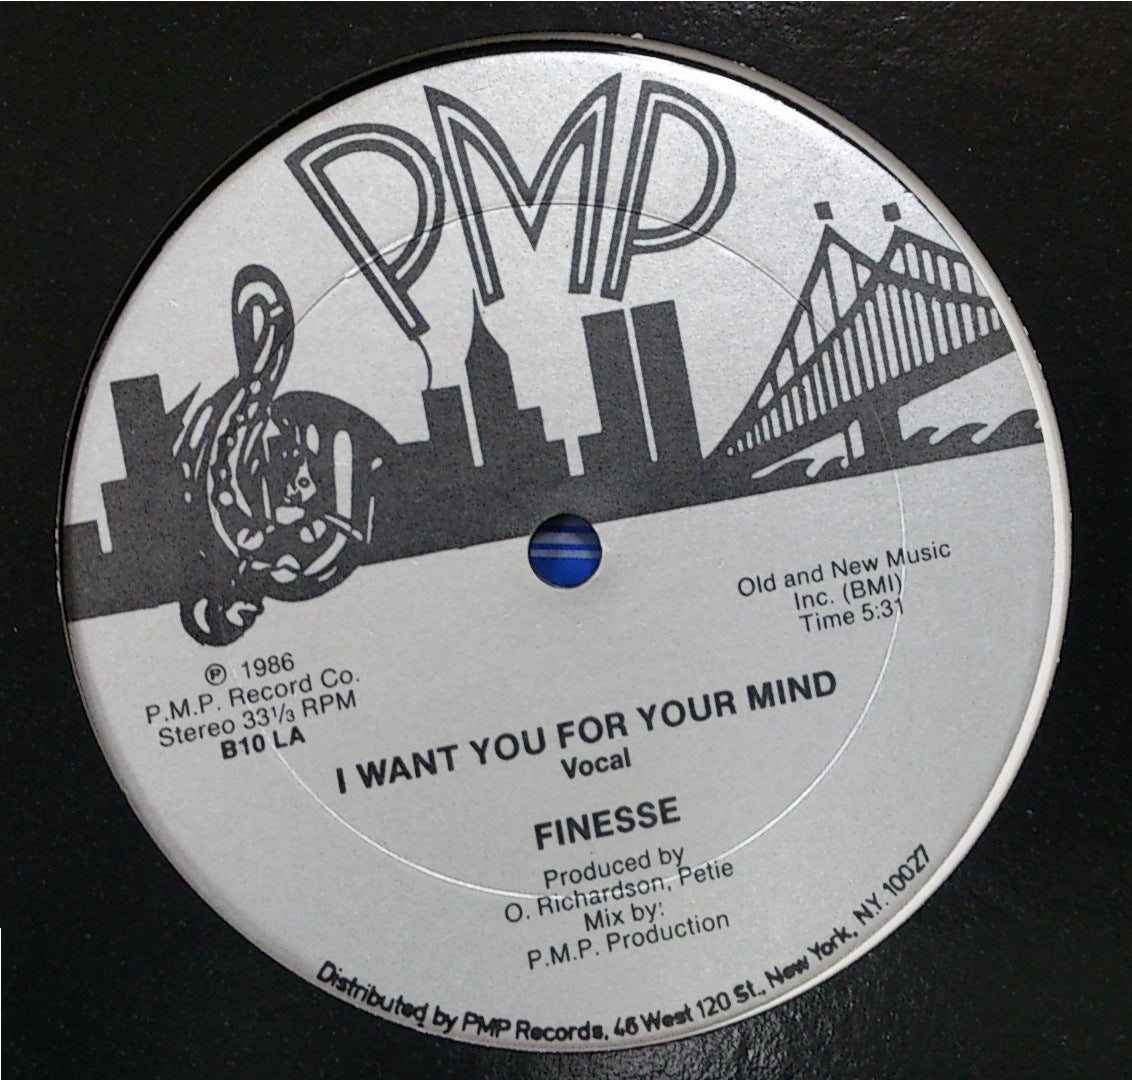 PMP
Old and New Music
Inc. (BMI)
Time 5:31
℗ 1986
P.M.P. Record Co.
Stereo 33⅓ RPM
B10 LA
I WANT YOU FOR YOUR MIND
Vocal
FINESSE
Produced by
O. Richardson, Petie
Mix by:
P.M.P. Production
Distributed by PMP Records, 46 West 120 St., New York, N.Y. 10027